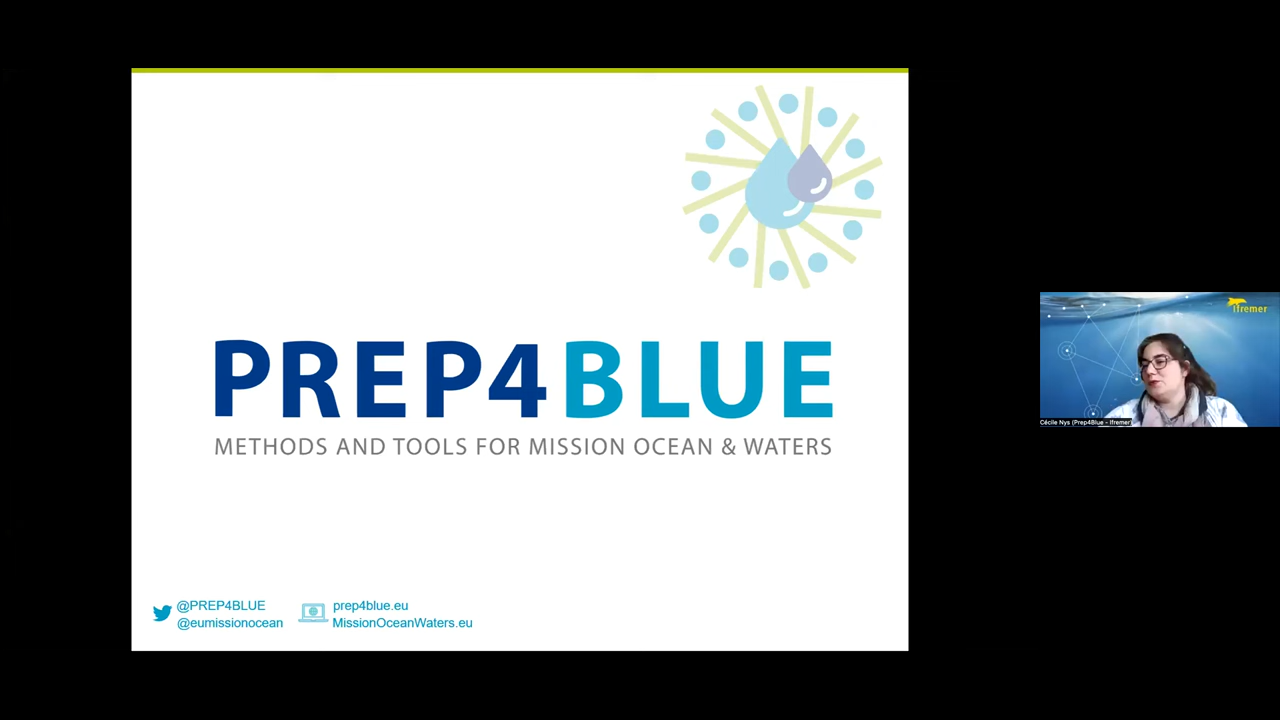 PREP4BLUE
METHODS AND TOOLS FOR MISSION OCEAN & WATERS
@PREP4BLUE
@eumissionocean
prep4blue.eu
MissionOceanWaters.eu
Ifremer
Cécile Nys (Prep4Blue - Ifremer)